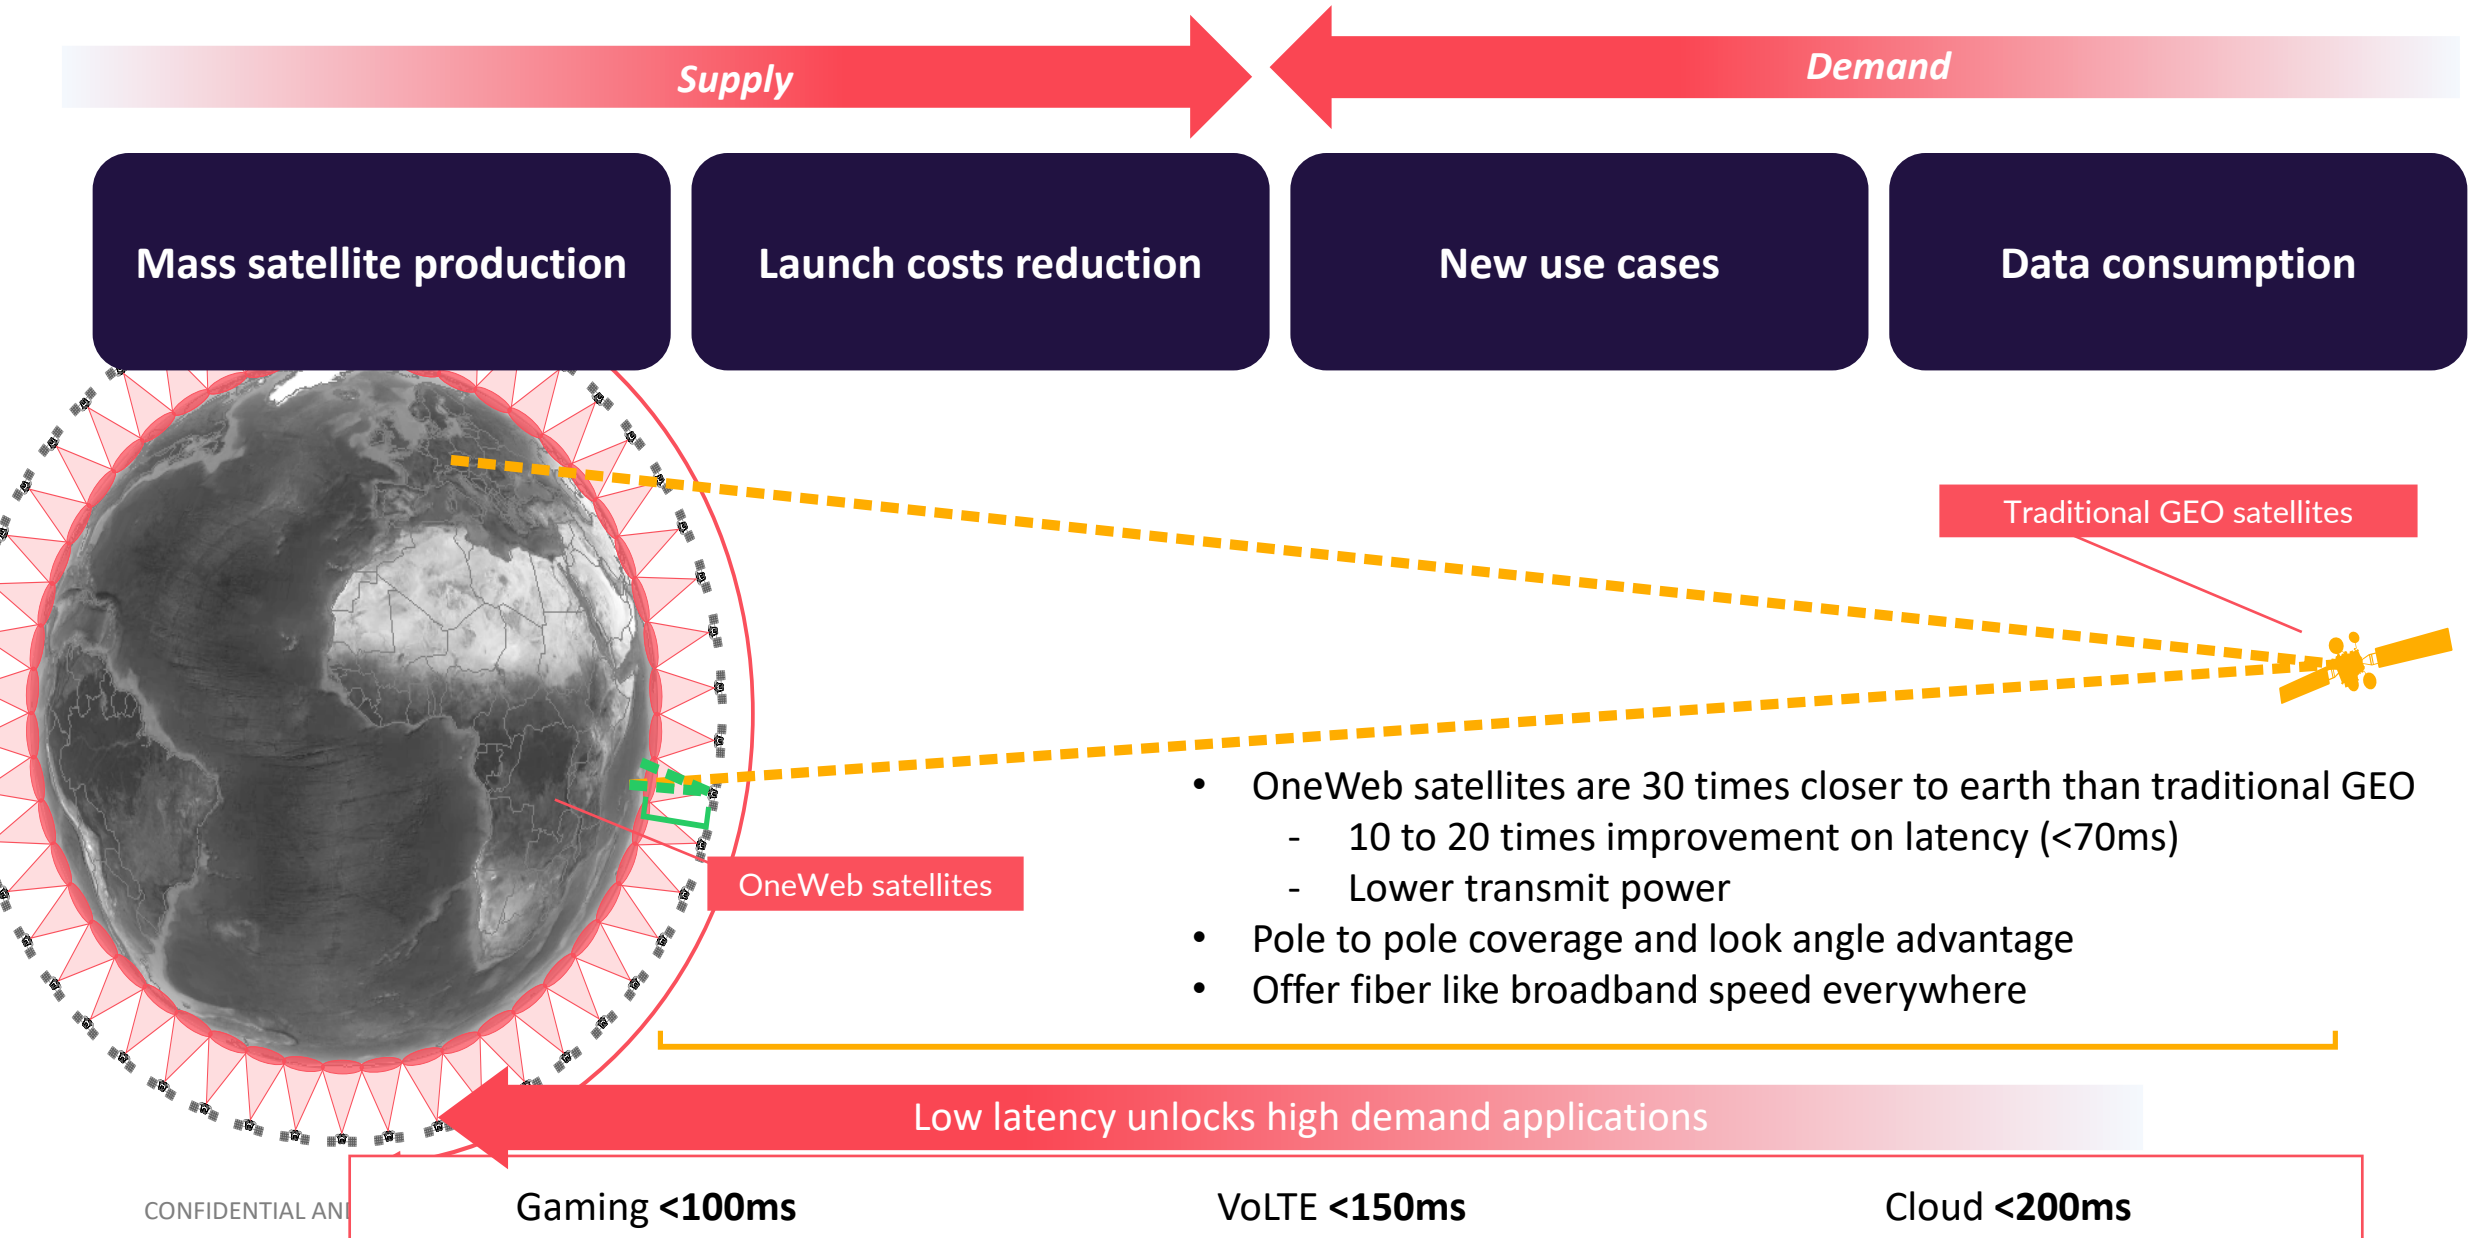 Supply
Demand
Mass satellite production
Launch costs reduction
New use cases
Data consumption
Traditional GEO satellites
• OneWeb satellites are 30 times closer to earth than traditional GEO
- 10 to 20 times improvement on latency (<70ms)
- Lower transmit power
• Pole to pole coverage and look angle advantage
• Offer fiber like broadband speed everywhere
OneWeb satellites
Low latency unlocks high demand applications
Gaming <100ms
VoLTE <150ms
Cloud <200ms
CONFIDENTIAL